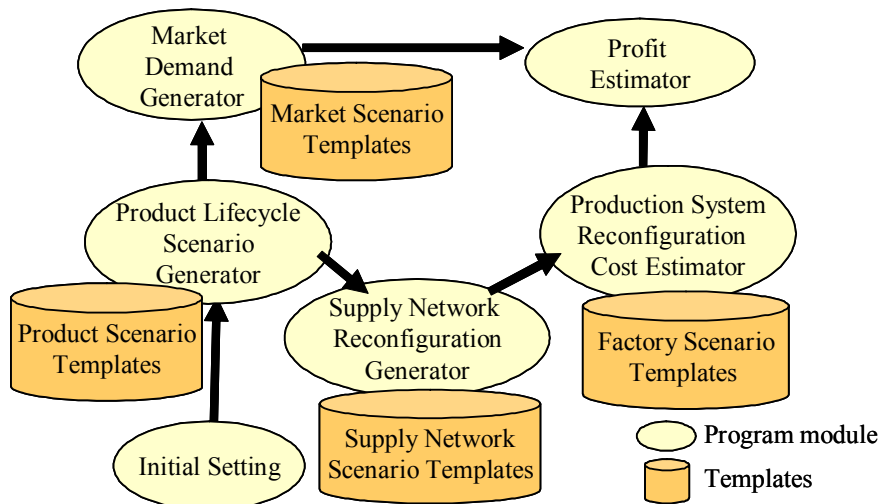 Market
Demand
Generator
Profit
Estimator
Market Scenario
Templates
Product Lifecycle
Scenario
Generator
Production System
Reconfiguration
Cost Estimator
Product Scenario
Templates
Supply Network
Reconfiguration
Generator
Factory Scenario
Templates
Initial Setting
Supply Network
Scenario Templates
Program module
Templates